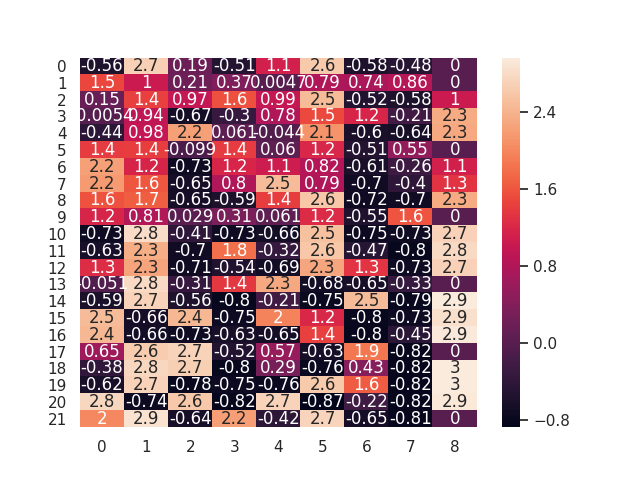 0 -0.56 2.7 0.19 -0.51 1.1 2.6 -0.58 -0.48 0
1 1.5 1 0.21 0.37 0.0047 0.79 0.74 0.86 0
2 0.15 1.4 0.97 1.6 0.99 2.5 -0.52 -0.58 1
3 0.0054 0.94 -0.67 -0.3 0.78 1.5 1.2 -0.21 2.3
4 -0.44 0.98 2.2 0.061 -0.044 2.1 -0.6 -0.64 2.3
5 1.4 1.4 -0.099 1.4 0.06 1.2 -0.51 0.55 0
6 2.2 1.2 -0.73 1.2 1.1 0.82 -0.61 -0.26 1.1
7 2.2 1.6 -0.65 0.8 2.5 0.79 -0.7 -0.4 1.3
8 1.6 1.7 -0.65 -0.59 1.4 2.6 -0.72 -0.7 2.3
9 1.2 0.81 0.029 0.31 0.061 1.2 -0.55 1.6 0
10 -0.73 2.8 -0.41 -0.73 -0.66 2.5 -0.75 -0.73 2.7
11 -0.63 2.3 -0.7 1.8 -0.32 2.6 -0.47 -0.8 2.8
12 1.3 2.3 -0.71 -0.54 -0.69 2.3 1.3 -0.73 2.7
13 -0.051 2.8 -0.31 1.4 2.3 -0.68 -0.65 -0.33 0
14 -0.59 2.7 -0.56 -0.8 -0.21 -0.75 2.5 -0.79 2.9
15 2.5 -0.66 2.4 -0.75 2 1.2 -0.8 -0.73 2.9
16 2.4 -0.66 -0.73 -0.63 -0.65 1.4 -0.8 -0.45 2.9
17 0.65 2.6 2.7 -0.52 0.57 -0.63 1.9 -0.82 0
18 -0.38 2.8 2.7 -0.8 0.29 -0.76 0.43 -0.82 3
19 -0.62 2.7 -0.78 -0.75 -0.76 2.6 1.6 -0.82 3
20 2.8 -0.74 2.6 -0.82 2.7 -0.87 -0.22 -0.82 2.9
21 2 2.9 -0.64 2.2 -0.42 2.7 -0.65 -0.81 0
0 1 2 3 4 5 6 7 8
2.4
1.6
0.8
0.0
−0.8